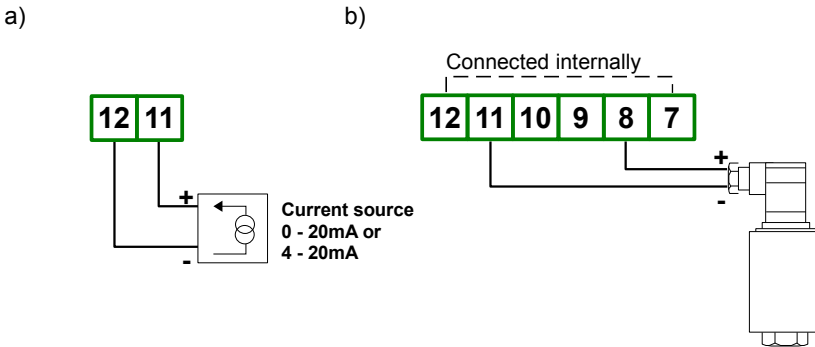 a)
12 11
+
-
Current source
0 - 20mA or
4 - 20mA
b)
Connected internally
12 11 10 9 8 7
+
-